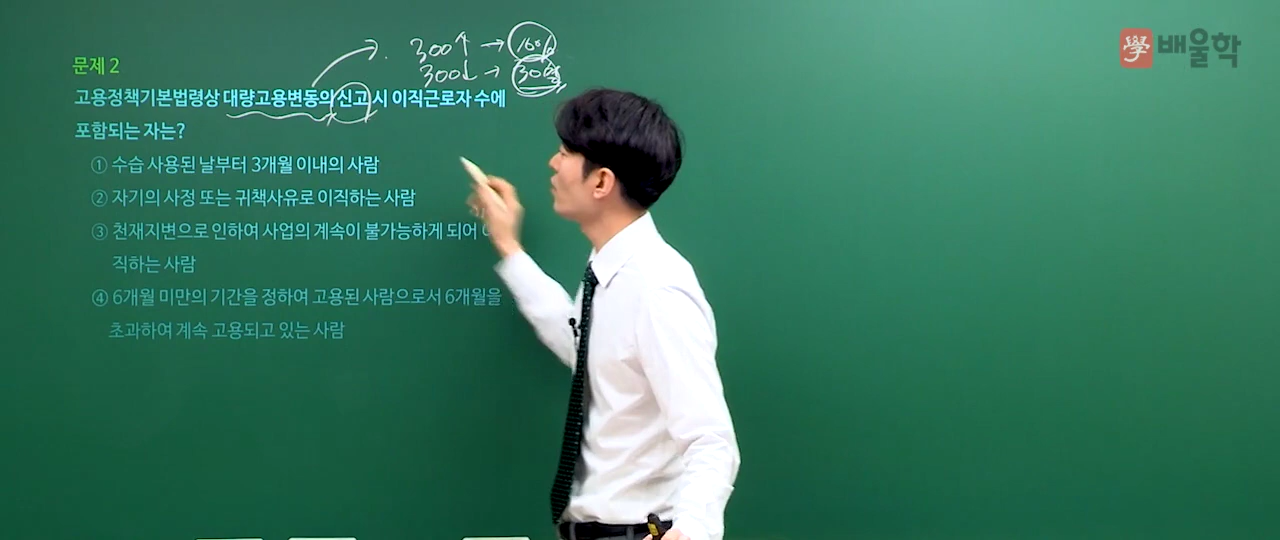 學 배울학
300↑ → 10%
300↓ → 30명
문제 2
고용정책기본법령상 대량고용변동의 신고 시 이직근로자 수에
포함되는 자는?
① 수습 사용된 날부터 3개월 이내의 사람
② 자기의 사정 또는 귀책사유로 이직하는 사람
③ 천재지변으로 인하여 사업의 계속이 불가능하게 되어
직하는 사람
④ 6개월 미만의 기간을 정하여 고용된 사람으로서 6개월을
초과하여 계속 고용되고 있는 사람